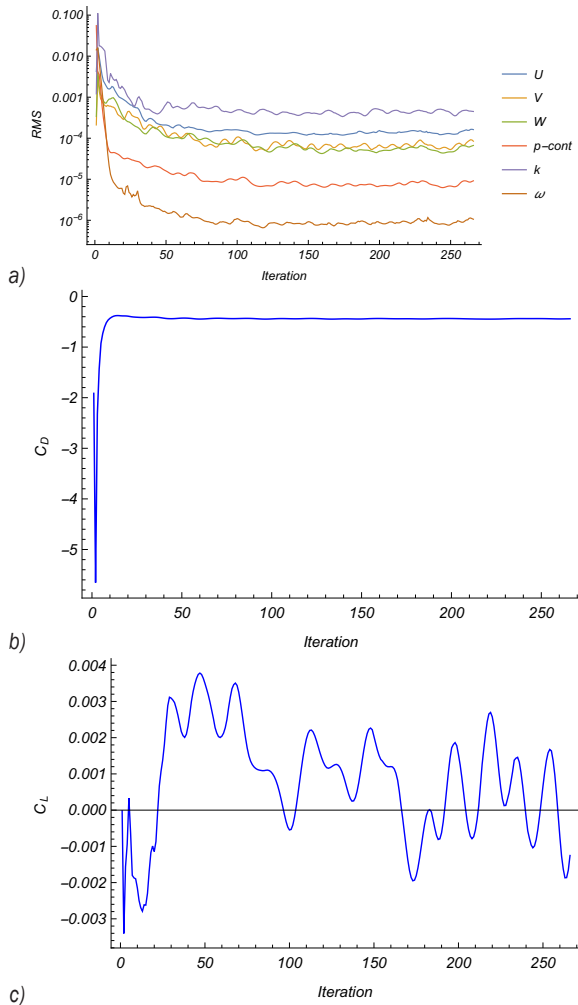 0.100
0.010
0.001
10⁻⁴
10⁻⁵
10⁻⁶
RMS
0 50 100 150 200 250
Iteration
U
V
W
p-cont
k
ω
a)
0
-1
-2
-3
-4
-5
C_D
0 50 100 150 200 250
Iteration
b)
0.004
0.003
0.002
0.001
0.000
-0.001
-0.002
-0.003
C_L
0 50 100 150 200 250
Iteration
c)